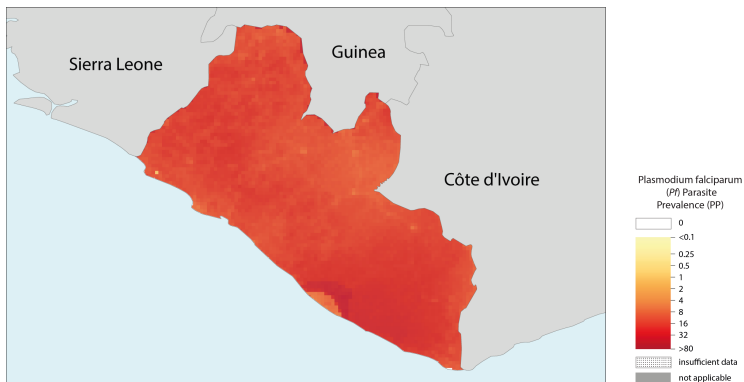 Guinea
Sierra Leone
Côte d'Ivoire
Plasmodium falciparum
(Pf) Parasite
Prevalence (PP)
0
<0.1
0.25
0.5
1
2
4
8
16
32
>80
insufficient data
not applicable